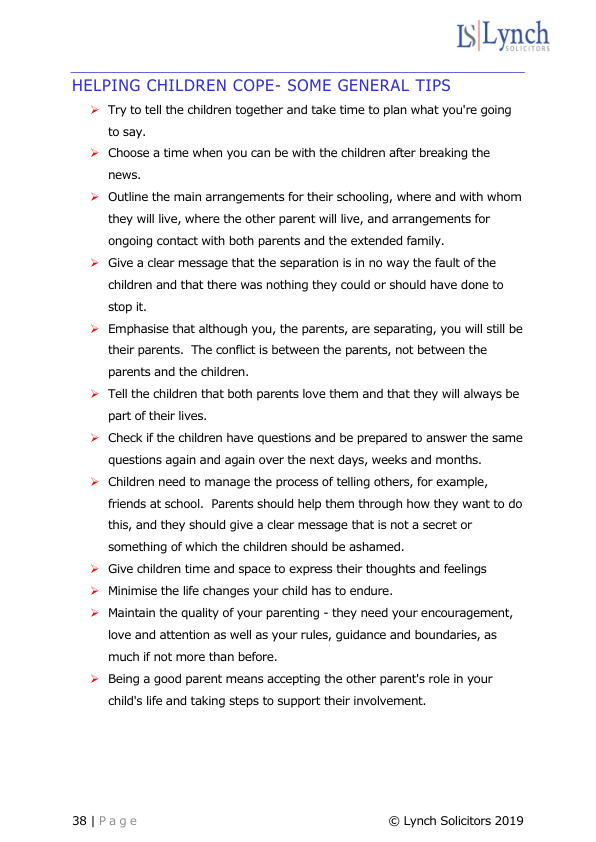 LS Lynch
SOLICITORS
HELPING CHILDREN COPE- SOME GENERAL TIPS
➢ Try to tell the children together and take time to plan what you're going
to say.
➢ Choose a time when you can be with the children after breaking the
news.
➢ Outline the main arrangements for their schooling, where and with whom
they will live, where the other parent will live, and arrangements for
ongoing contact with both parents and the extended family.
➢ Give a clear message that the separation is in no way the fault of the
children and that there was nothing they could or should have done to
stop it.
➢ Emphasise that although you, the parents, are separating, you will still be
their parents.  The conflict is between the parents, not between the
parents and the children.
➢ Tell the children that both parents love them and that they will always be
part of their lives.
➢ Check if the children have questions and be prepared to answer the same
questions again and again over the next days, weeks and months.
➢ Children need to manage the process of telling others, for example,
friends at school.  Parents should help them through how they want to do
this, and they should give a clear message that is not a secret or
something of which the children should be ashamed.
➢ Give children time and space to express their thoughts and feelings
➢ Minimise the life changes your child has to endure.
➢ Maintain the quality of your parenting - they need your encouragement,
love and attention as well as your rules, guidance and boundaries, as
much if not more than before.
➢ Being a good parent means accepting the other parent's role in your
child's life and taking steps to support their involvement.
38 | Page © Lynch Solicitors 2019